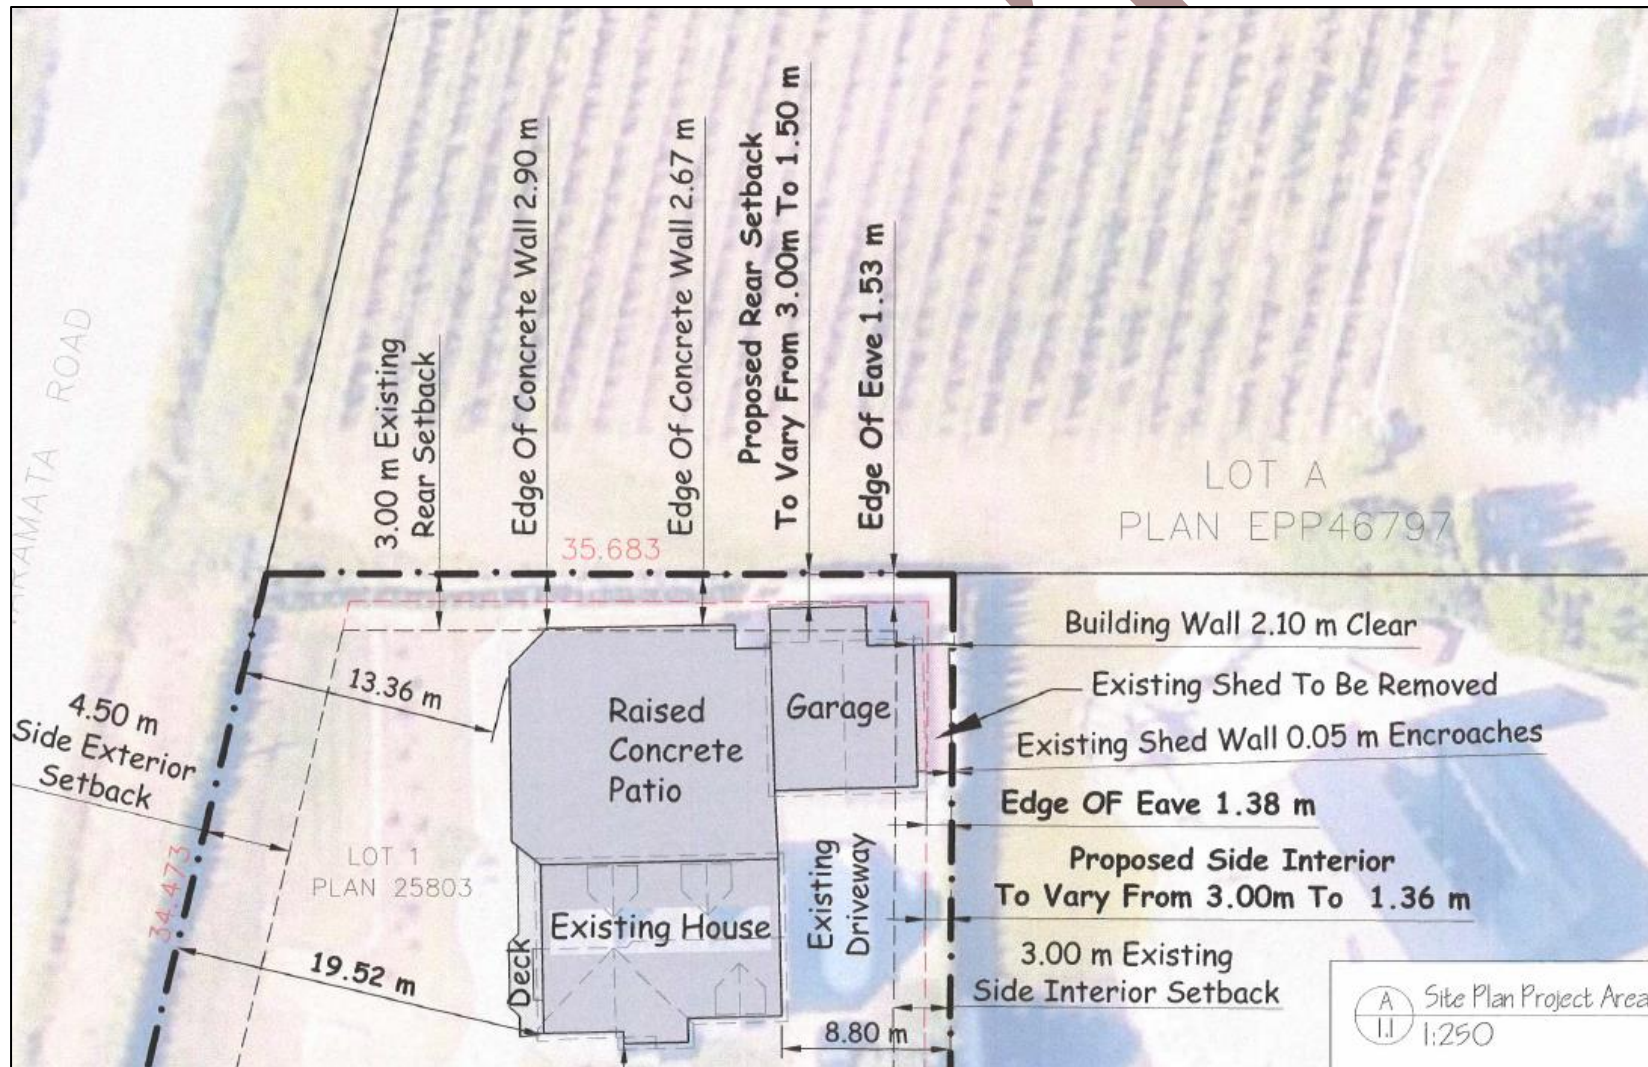 3.00 m Existing
Rear Setback
Edge Of Concrete Wall 2.90 m
Edge Of Concrete Wall 2.67 m
Proposed Rear Setback
To Vary From 3.00m To 1.50 m
Edge Of Eave 1.53 m
ROAD
LOT A
PLAN EPP46797
35.683
Building Wall 2.10 m Clear
13.36 m
Existing Shed To Be Removed
4.50 m
Side Exterior
Setback
Raised
Concrete
Patio
Garage
Existing Shed Wall 0.05 m Encroaches
Edge OF Eave 1.38 m
34.473
LOT 1
PLAN 25803
Existing
Driveway
Proposed Side Interior
To Vary From 3.00m To 1.36 m
Existing House
Deck
19.52 m
3.00 m Existing
Side Interior Setback
8.80 m
A
1.1
Site Plan Project Area
1:250